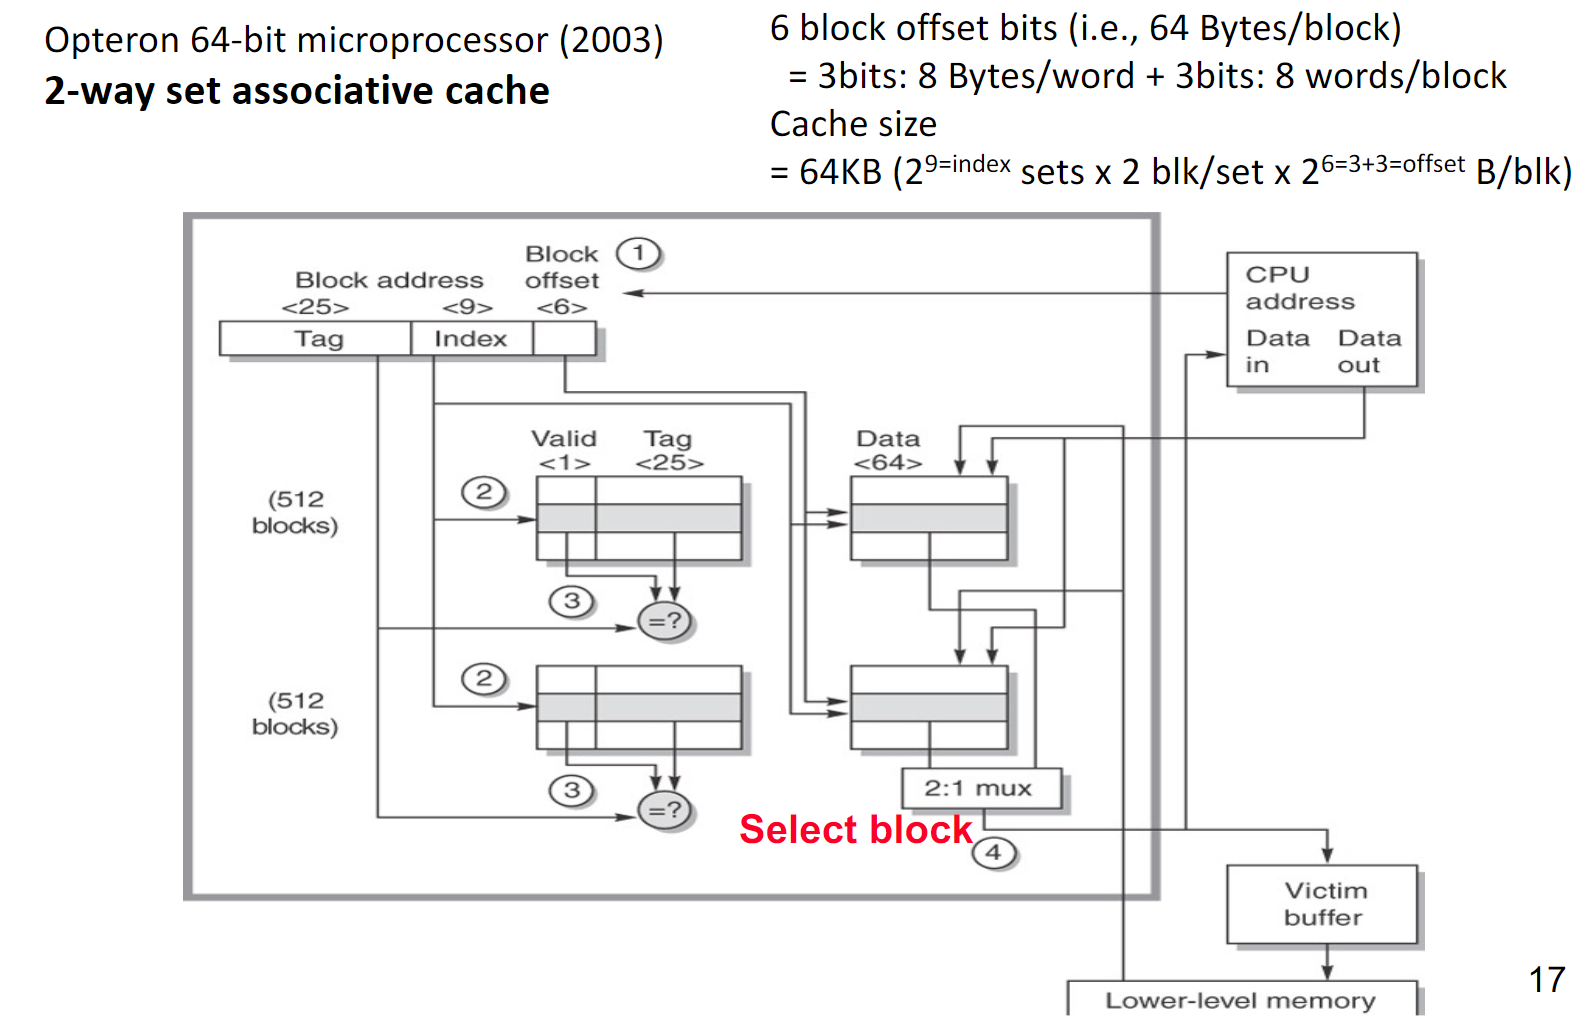 Opteron 64-bit microprocessor (2003)
2-way set associative cache
6 block offset bits (i.e., 64 Bytes/block)
= 3bits: 8 Bytes/word + 3bits: 8 words/block
Cache size
= 64KB (2^9=index sets x 2 blk/set x 2^6=3+3=offset B/blk)
Block address
Block
offset
1
<25>
<9>
<6>
Tag
Index
CPU
address
Data
in
Data
out
Valid
<1>
Tag
<25>
Data
<64>
(512
blocks)
2
3
=?
(512
blocks)
2
3
=?
2:1 mux
Select block
4
Victim
buffer
Lower-level memory
17